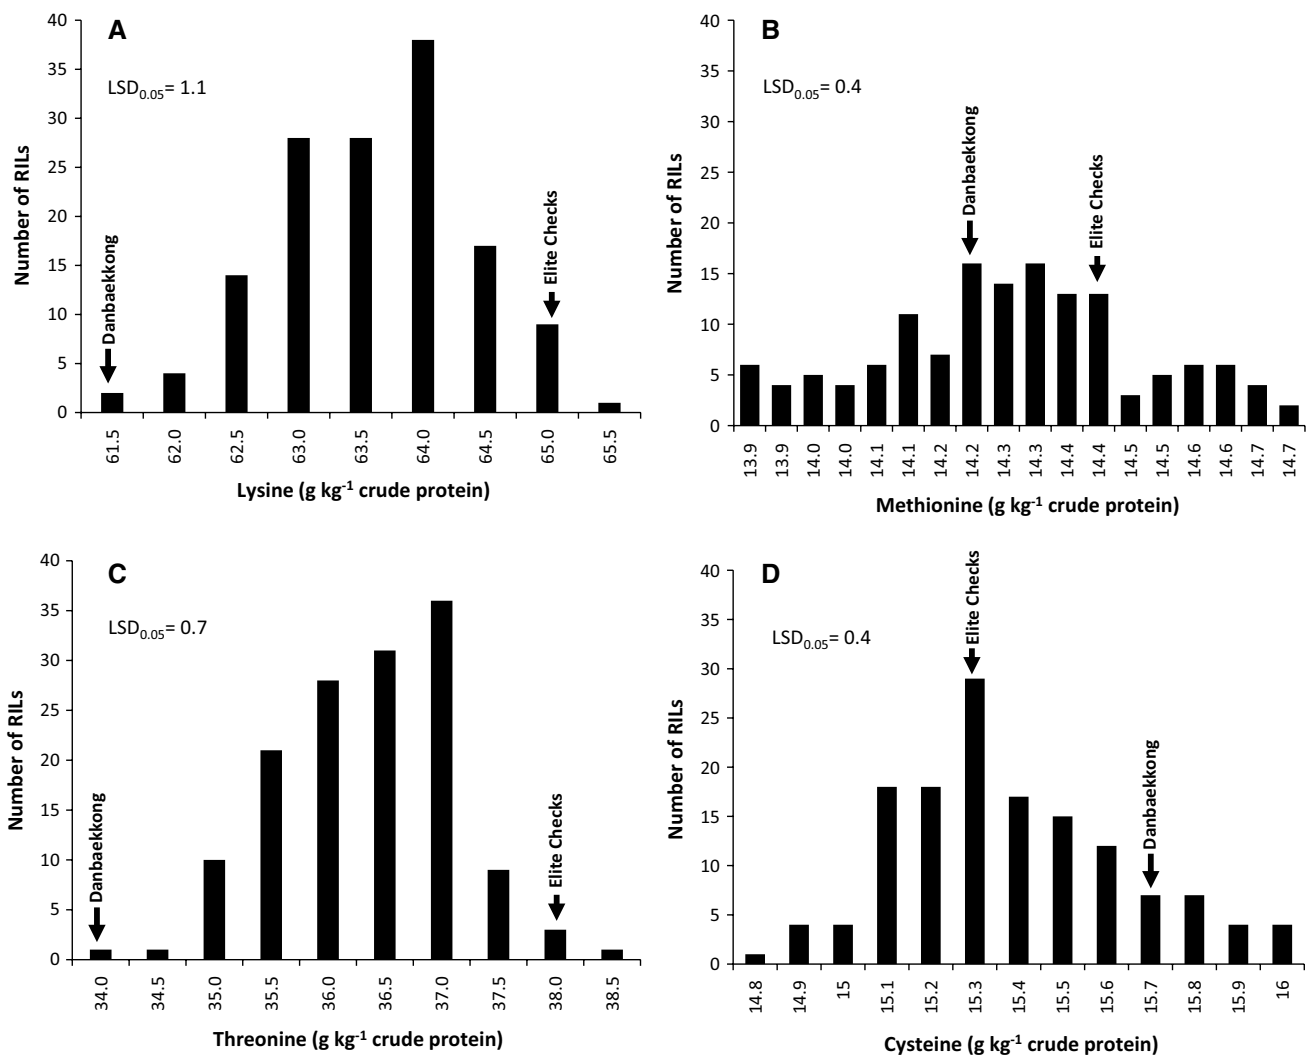 A
LSD0.05= 1.1
Number of RILs
40
35
30
25
20
15
10
5
0
Danbaekkong
Elite Checks
61.5 62.0 62.5 63.0 63.5 64.0 64.5 65.0 65.5
Lysine (g kg-1 crude protein)
B
LSD0.05= 0.4
Number of RILs
40
35
30
25
20
15
10
5
0
Danbaekkong
Elite Checks
13.9 13.9 14.0 14.0 14.1 14.1 14.2 14.2 14.3 14.3 14.4 14.4 14.5 14.5 14.6 14.6 14.7 14.7
Methionine (g kg-1 crude protein)
C
LSD0.05= 0.7
Number of RILs
40
35
30
25
20
15
10
5
0
Danbaekkong
Elite Checks
34.0 34.5 35.0 35.5 36.0 36.5 37.0 37.5 38.0 38.5
Threonine (g kg-1 crude protein)
D
LSD0.05= 0.4
Number of RILs
40
35
30
25
20
15
10
5
0
Elite Checks
Danbaekkong
14.8 14.9 15 15.1 15.2 15.3 15.4 15.5 15.6 15.7 15.8 15.9 16
Cysteine (g kg-1 crude protein)